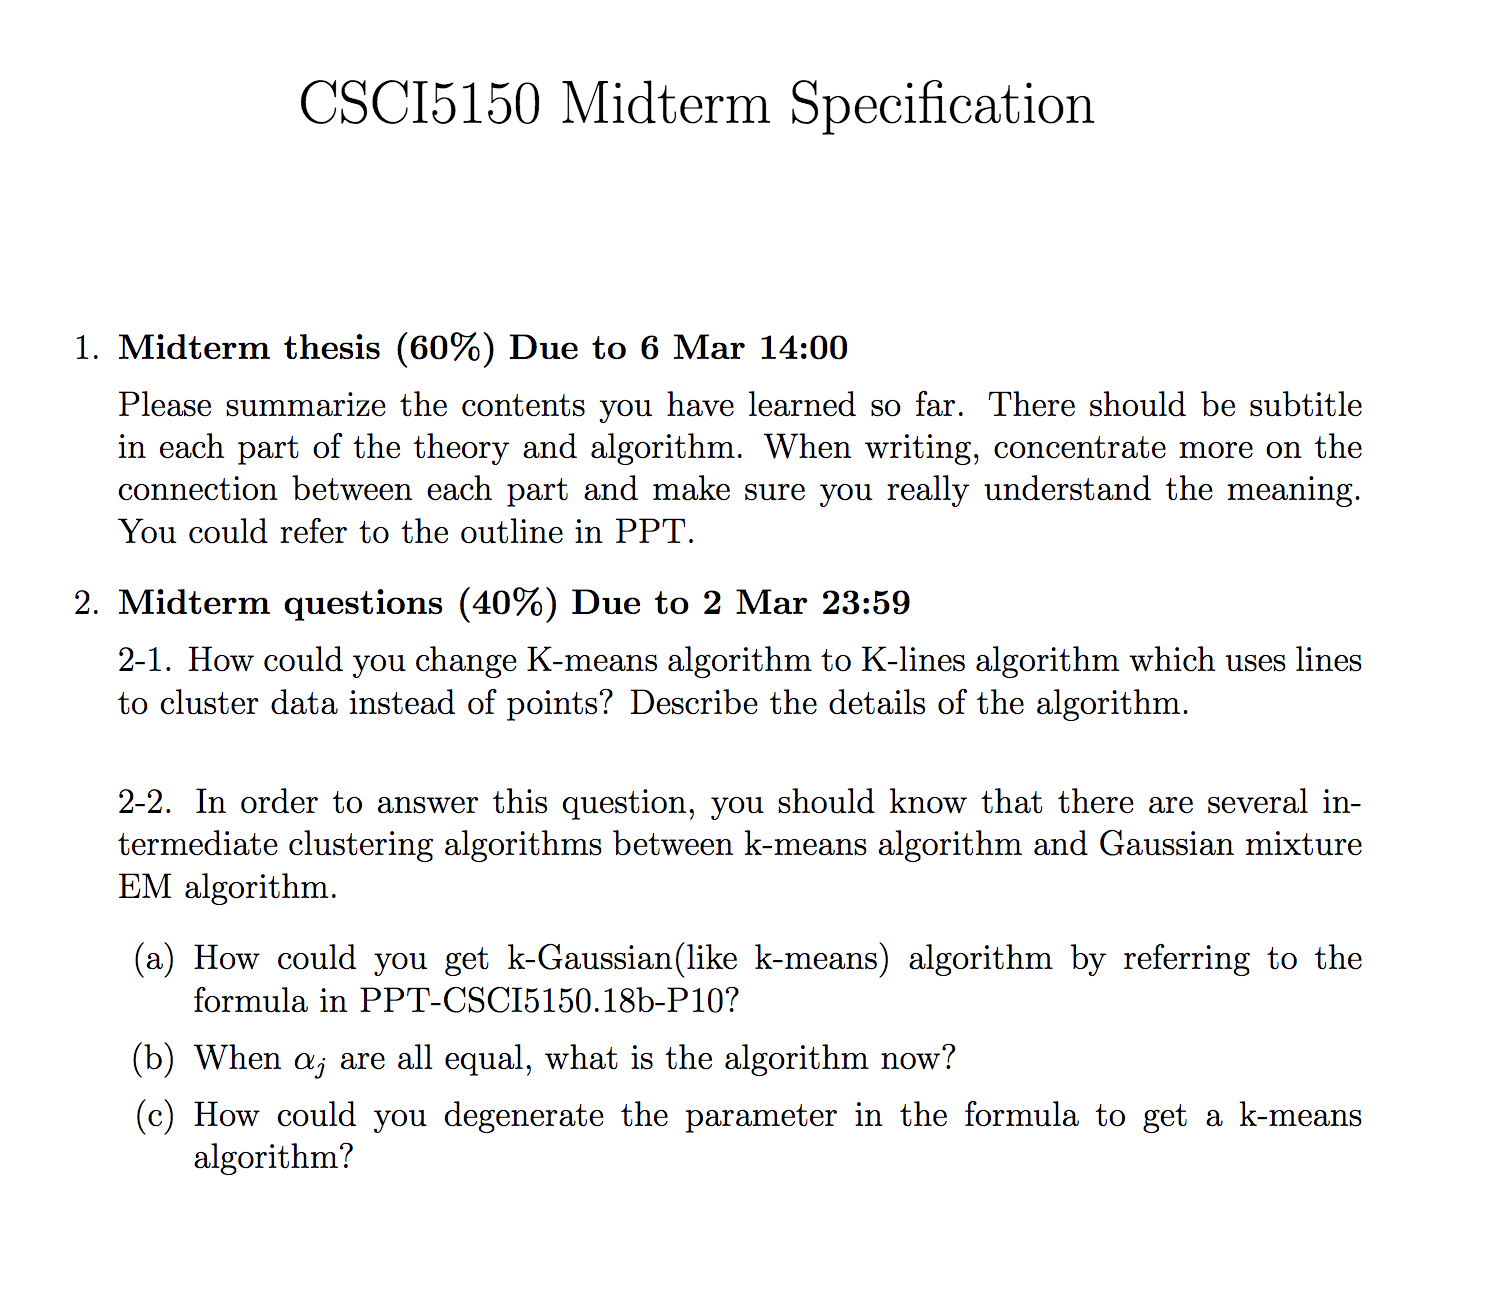 CSCI5150 Midterm Specification
1. Midterm thesis (60%) Due to 6 Mar 14:00
Please summarize the contents you have learned so far. There should be subtitle
in each part of the theory and algorithm. When writing, concentrate more on the
connection between each part and make sure you really understand the meaning.
You could refer to the outline in PPT.
2. Midterm questions (40%) Due to 2 Mar 23:59
2-1. How could you change K-means algorithm to K-lines algorithm which uses lines
to cluster data instead of points? Describe the details of the algorithm.
2-2. In order to answer this question, you should know that there are several in-
termediate clustering algorithms between k-means algorithm and Gaussian mixture
EM algorithm.
(a) How could you get k-Gaussian(like k-means) algorithm by referring to the
formula in PPT-CSCI5150.18b-P10?
(b) When αⱼ are all equal, what is the algorithm now?
(c) How could you degenerate the parameter in the formula to get a k-means
algorithm?